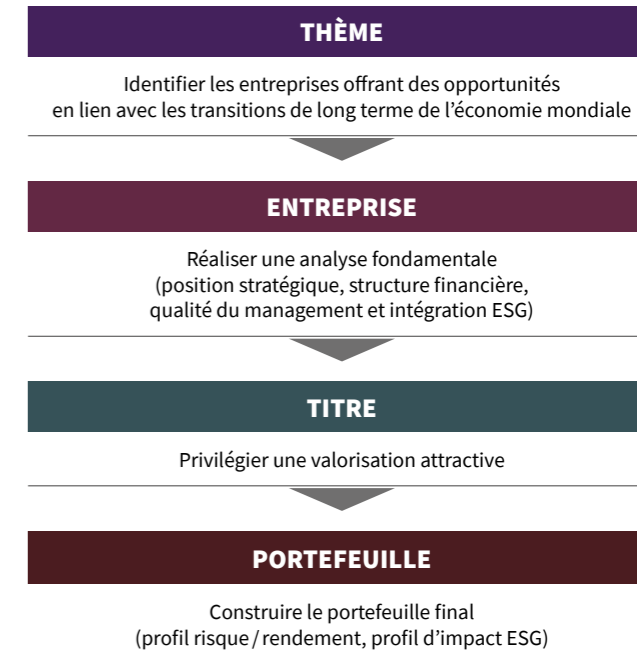 THÈME
Identifier les entreprises offrant des opportunités
en lien avec les transitions de long terme de l’économie mondiale
ENTREPRISE
Réaliser une analyse fondamentale
(position stratégique, structure financière,
qualité du management et intégration ESG)
TITRE
Privilégier une valorisation attractive
PORTEFEUILLE
Construire le portefeuille final
(profil risque / rendement, profil d’impact ESG)